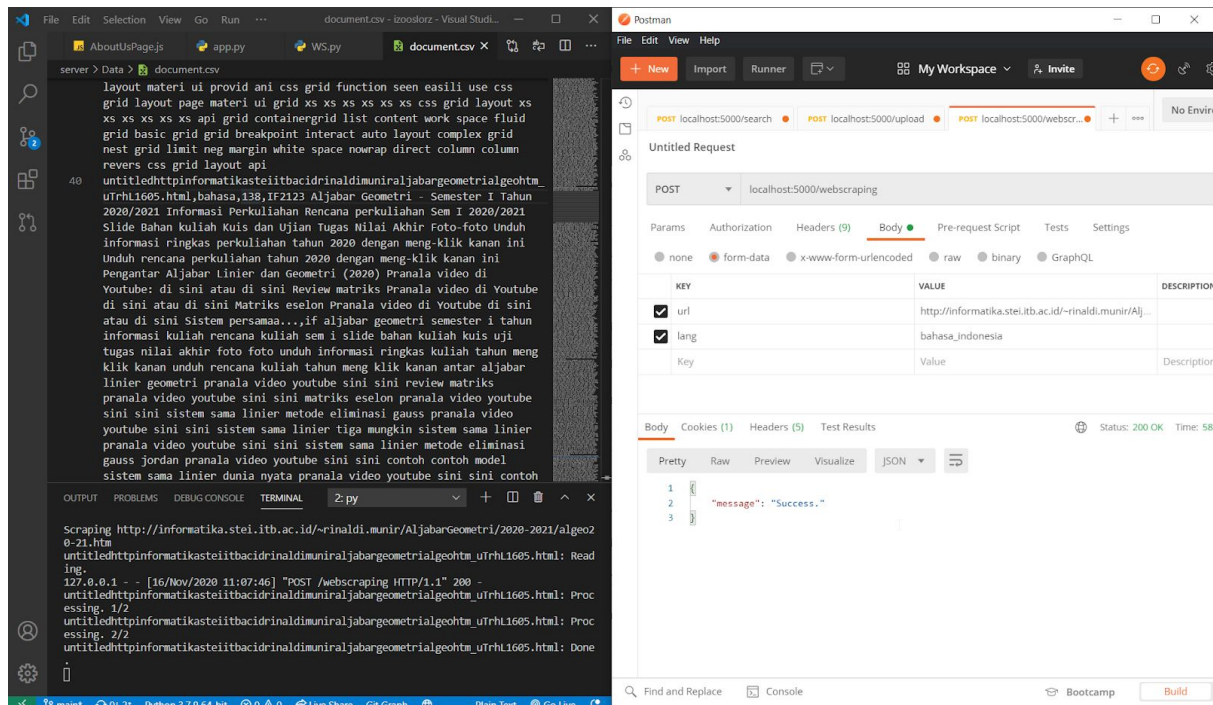 File Edit Selection View Go Run ··· document.csv - izooslorz - Visual Studi...
AboutUsPage.js app.py WS.py document.csv
server > Data > document.csv
layout materi ui provid ani css grid function seen easili use css
grid layout page materi ui grid xs xs xs xs xs xs css grid layout xs
xs xs xs xs xs api grid containergrid list content work space fluid
grid basic grid grid breakpoint interact auto layout complex grid
nest grid limit neg margin white space nowrap direct column column
revers css grid layout api
40 untitledhttpinformatikasteiitbacidrinaldimuniraljabargeometrialgeohtm_
uTrhL1605.html,bahasa,138,IF2123 Aljabar Geometri - Semester I Tahun
2020/2021 Informasi Perkuliahan Rencana perkuliahan Sem I 2020/2021
Slide Bahan kuliah Kuis dan Ujian Tugas Nilai Akhir Foto-foto Unduh
informasi ringkas perkuliahan tahun 2020 dengan meng-klik kanan ini
Unduh rencana perkuliahan tahun 2020 dengan meng-klik kanan ini
Pengantar Aljabar Linier dan Geometri (2020) Pranala video di
Youtube: di sini atau di sini Review matriks Pranala video di Youtube
di sini atau di sini Matriks eselon Pranala video di Youtube di sini
atau di sini Sistem persamaa...,if aljabar geometri semester i tahun
informasi kuliah rencana kuliah sem i slide bahan kuliah kuis uji
tugas nilai akhir foto foto unduh informasi ringkas kuliah tahun meng
klik kanan unduh rencana kuliah tahun meng klik kanan antar aljabar
linier geometri pranala video youtube sini sini review matriks
pranala video youtube sini sini matriks eselon pranala video youtube
sini sini sistem sama linier metode eliminasi gauss pranala video
youtube sini sini sistem sama linier tiga mungkin sistem sama linier
pranala video youtube sini sini sistem sama linier metode eliminasi
gauss jordan pranala video youtube sini sini contoh contoh model
sistem sama linier dunia nyata pranala video youtube sini sini contoh
OUTPUT PROBLEMS DEBUG CONSOLE TERMINAL 2: py
Scraping http://informatika.stei.itb.ac.id/~rinaldi.munir/AljabarGeometri/2020-2021/algeo2
0-21.htm
untitledhttpinformatikasteiitbacidrinaldimuniraljabargeometrialgeohtm_uTrhL1605.html: Read
ing.
127.0.0.1 - - [16/Nov/2020 11:07:46] "POST /webscraping HTTP/1.1" 200 -
untitledhttpinformatikasteiitbacidrinaldimuniraljabargeometrialgeohtm_uTrhL1605.html: Proc
essing. 1/2
untitledhttpinformatikasteiitbacidrinaldimuniraljabargeometrialgeohtm_uTrhL1605.html: Proc
essing. 2/2
untitledhttpinformatikasteiitbacidrinaldimuniraljabargeometrialgeohtm_uTrhL1605.html: Done
.
Postman
File Edit View Help
+ New Import Runner My Workspace Invite
POST localhost:5000/search POST localhost:5000/upload POST localhost:5000/webscr... + ··· No Envir
Untitled Request
POST localhost:5000/webscraping
Params Authorization Headers (9) Body Pre-request Script Tests Settings
none form-data x-www-form-urlencoded raw binary GraphQL
KEY VALUE DESCRIPTION
url http://informatika.stei.itb.ac.id/~rinaldi.munir/Alj...
lang bahasa_indonesia
Key Value Description
Body Cookies (1) Headers (5) Test Results Status: 200 OK Time: 58
Pretty Raw Preview Visualize JSON
1 {
2 "message": "Success."
3 }
Find and Replace Console Bootcamp Build